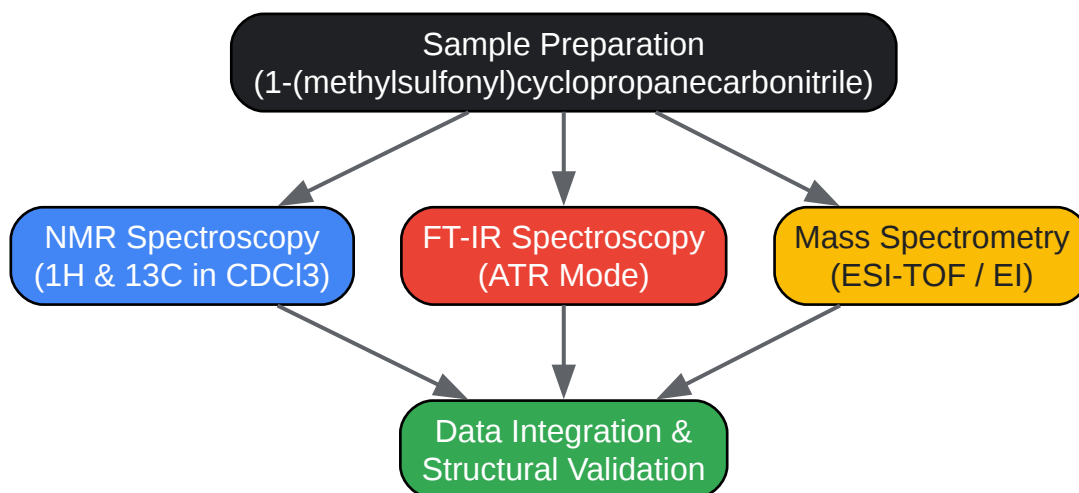 Sample Preparation
(1-(methylsulfonyl)cyclopropanecarbonitrile)
NMR Spectroscopy
(1H & 13C in CDCl3)
FT-IR Spectroscopy
(ATR Mode)
Mass Spectrometry
(ESI-TOF / EI)
Data Integration &
Structural Validation